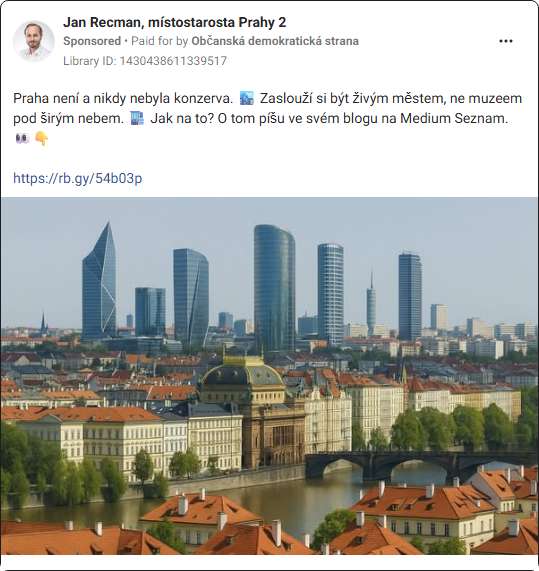 Jan Recman, místostarosta Prahy 2
Sponsored • Paid for by Občanská demokratická strana
Library ID: 1430438611339517
Praha není a nikdy nebyla konzerva. 🏙️ Zaslouží si být živým městem, ne muzeem
pod širým nebem. 🏢 Jak na to? O tom píšu ve svém blogu na Medium Seznam.
👀 👇
https://rb.gy/54b03p